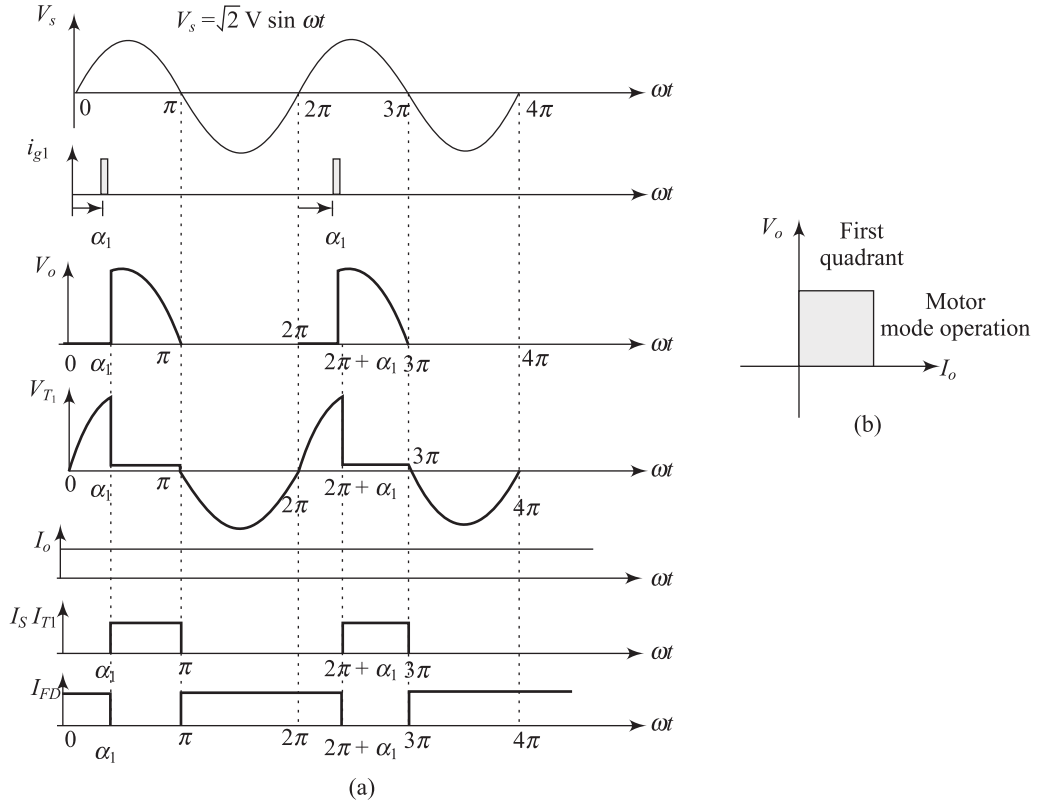 Vs
Vs = √2 V sin ωt
ωt
0
π
2π
3π
4π
ig1
ωt
α1
α1
Vo
2π
ωt
0
α1
π
2π + α1
3π
4π
VT1
3π
ωt
0
α1
π
2π
2π + α1
4π
Io
ωt
IS IT1
ωt
α1
π
2π + α1
3π
IFD
ωt
0
α1
π
2π
2π + α1
3π
4π
(a)
Vo
First
quadrant
Motor
mode operation
Io
(b)